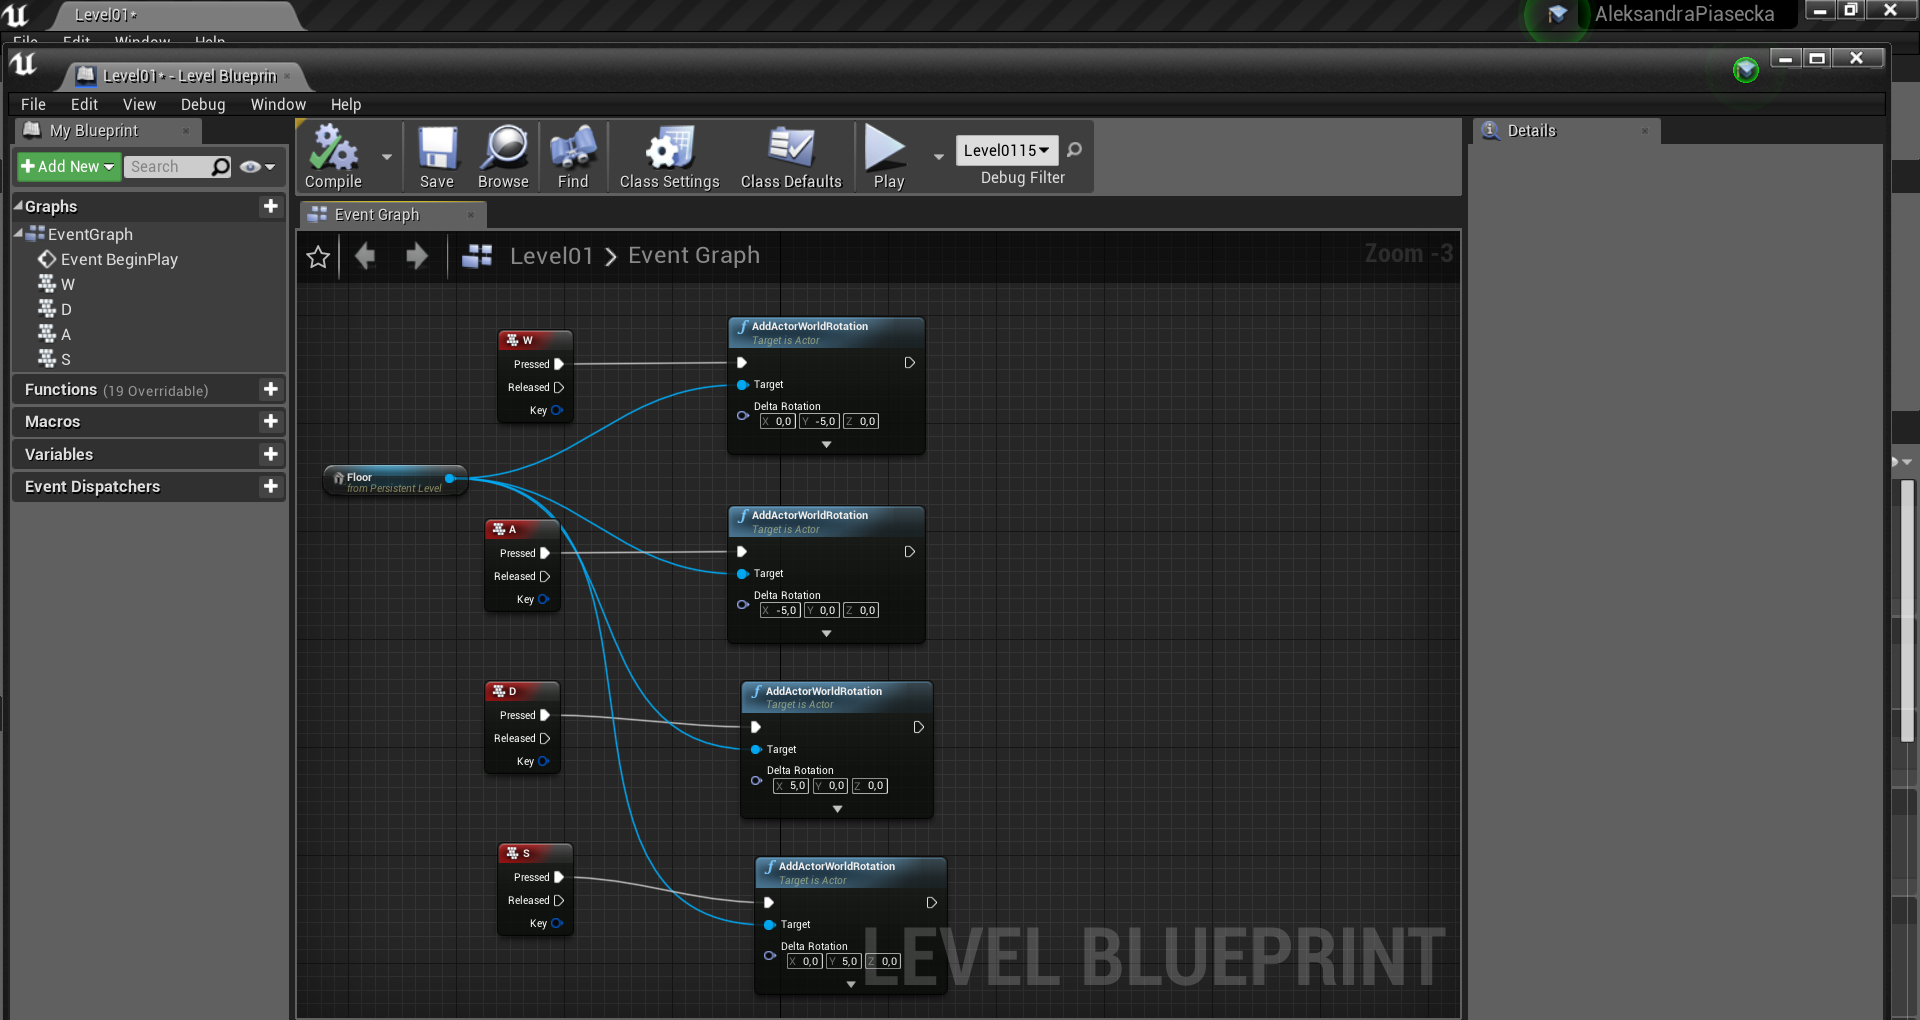 Level01*
AleksandraPiasecka
File Edit Window Help
Level01* - Level Blueprin
File Edit View Debug Window Help
My Blueprint
Add New
Search
Graphs
EventGraph
Event BeginPlay
W
D
A
S
Functions (19 Overridable)
Macros
Variables
Event Dispatchers
Compile
Save
Browse
Find
Class Settings
Class Defaults
Play
Level0115
Debug Filter
Event Graph
Level01 > Event Graph
Zoom -3
W
Pressed
Released
Key
AddActorWorldRotation
Target is Actor
Target
Delta Rotation
X 0,0 Y -5,0 Z 0,0
Floor
from Persistent Level
A
Pressed
Released
Key
AddActorWorldRotation
Target is Actor
Target
Delta Rotation
X -5,0 Y 0,0 Z 0,0
D
Pressed
Released
Key
AddActorWorldRotation
Target is Actor
Target
Delta Rotation
X 5,0 Y 0,0 Z 0,0
S
Pressed
Released
Key
AddActorWorldRotation
Target is Actor
Target
Delta Rotation
X 0,0 Y 5,0 Z 0,0
LEVEL BLUEPRINT
Details